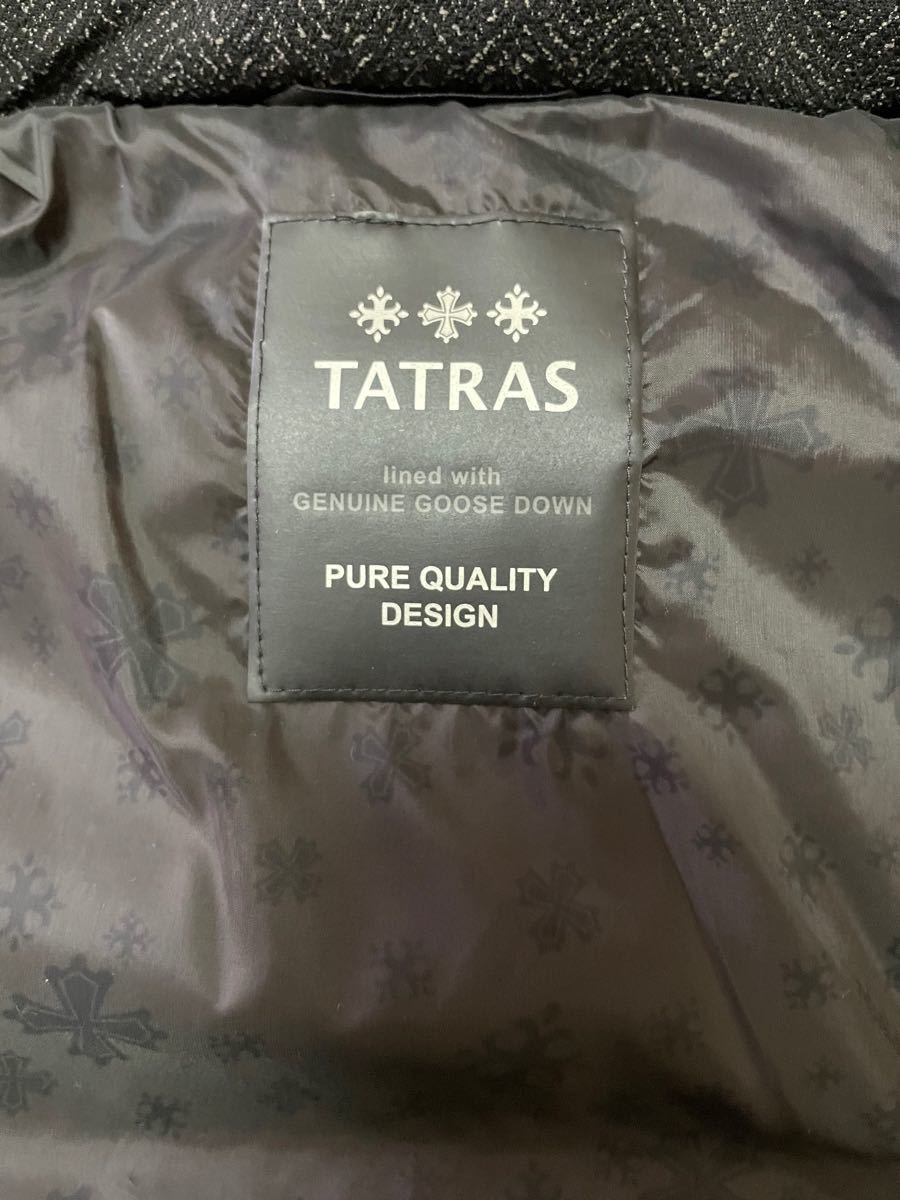 TATRAS
lined with
GENUINE GOOSE DOWN
PURE QUALITY
DESIGN